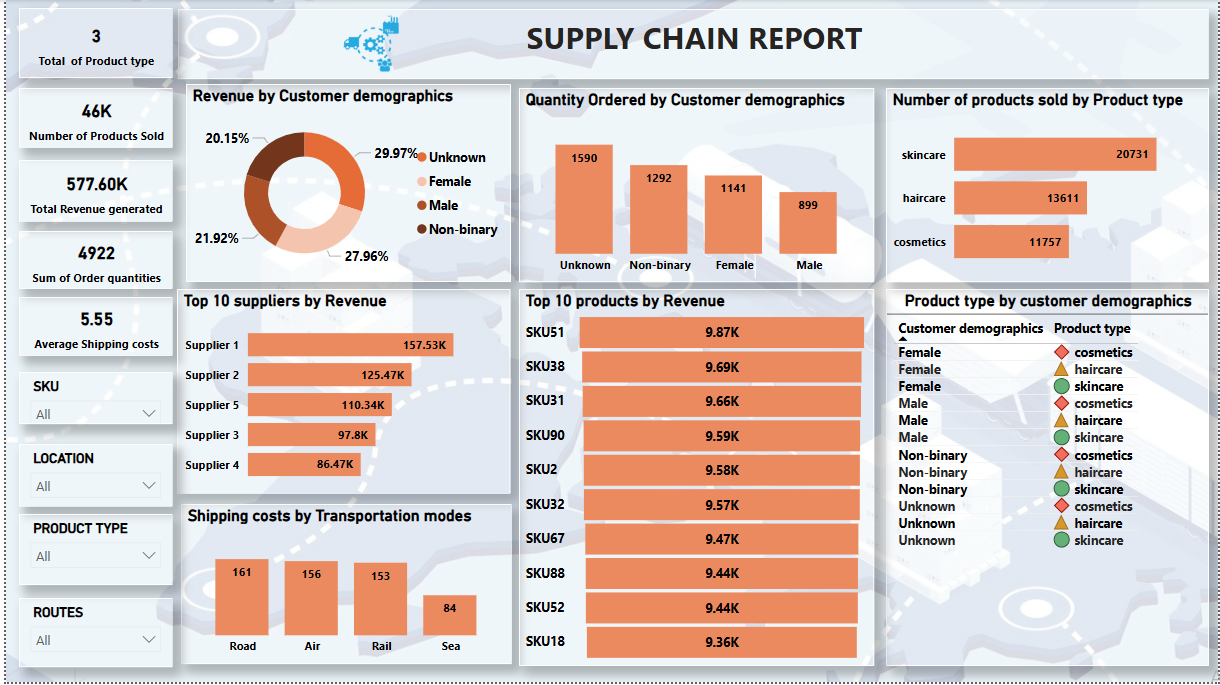 SUPPLY CHAIN REPORT
3
Total of Product type
46K
Number of Products Sold
577.60K
Total Revenue generated
4922
Sum of Order quantities
5.55
Average Shipping costs
SKU
All
LOCATION
All
PRODUCT TYPE
All
ROUTES
All
Revenue by Customer demographics
20.15%
29.97%
21.92%
27.96%
Unknown
Female
Male
Non-binary
Quantity Ordered by Customer demographics
1590
1292
1141
899
Unknown Non-binary Female Male
Number of products sold by Product type
skincare 20731
haircare 13611
cosmetics 11757
Top 10 suppliers by Revenue
Supplier 1 157.53K
Supplier 2 125.47K
Supplier 5 110.34K
Supplier 3 97.8K
Supplier 4 86.47K
Shipping costs by Transportation modes
161 156 153 84
Road Air Rail Sea
Top 10 products by Revenue
SKU51 9.87K
SKU38 9.69K
SKU31 9.66K
SKU90 9.59K
SKU2 9.58K
SKU32 9.57K
SKU67 9.47K
SKU88 9.44K
SKU52 9.44K
SKU18 9.36K
Product type by customer demographics
Customer demographics Product type
Female cosmetics
Female haircare
Female skincare
Male cosmetics
Male haircare
Male skincare
Non-binary cosmetics
Non-binary haircare
Non-binary skincare
Unknown cosmetics
Unknown haircare
Unknown skincare